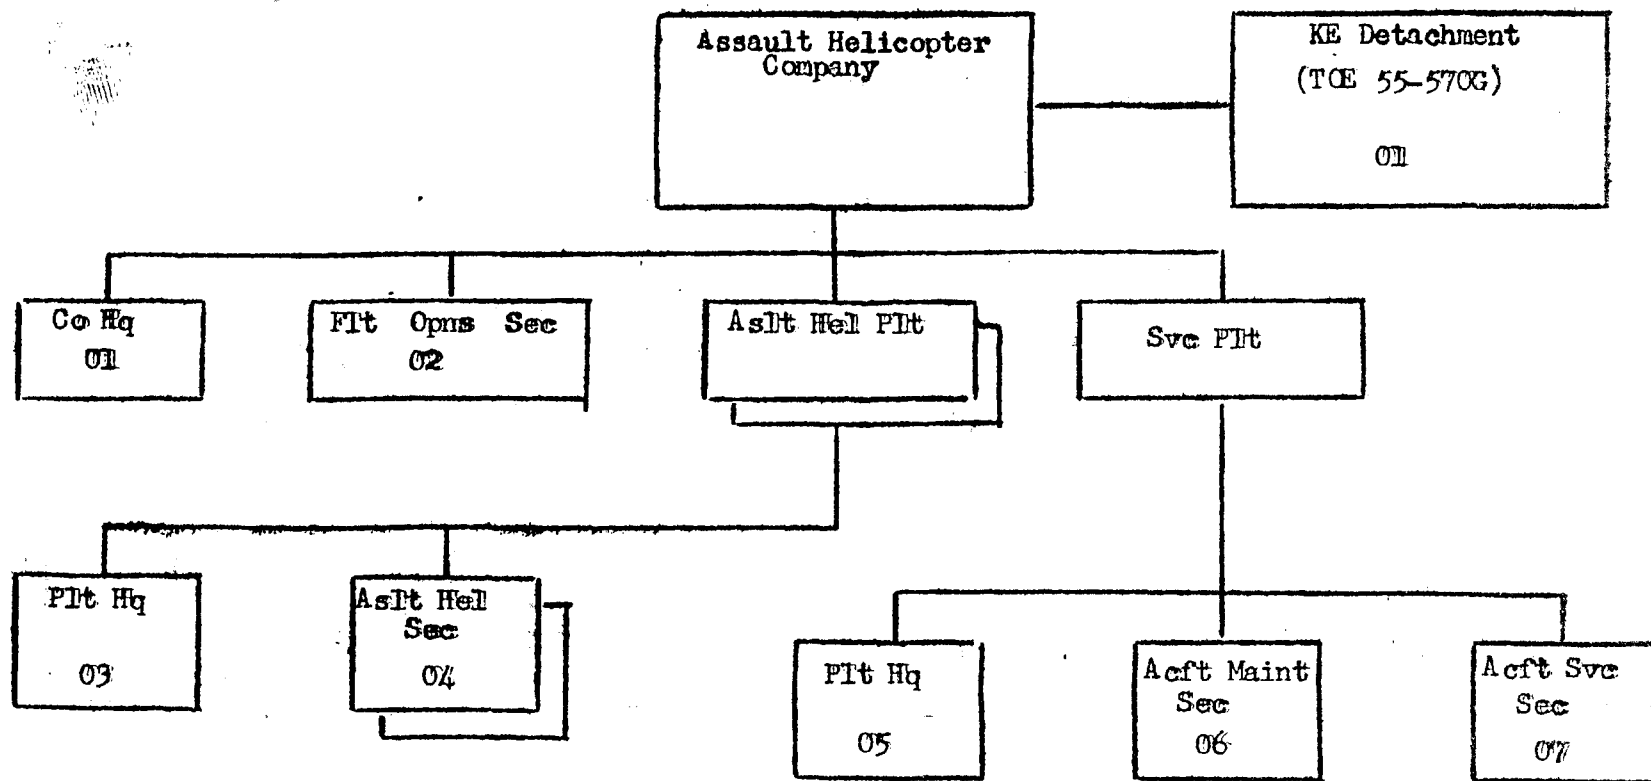 Assault Helicopter
Company
KE Detachment
(TOE 55-570G)
01
Co Hq
01
Flt Opns Sec
02
Aslt Hel Plt
Svc Plt
Plt Hq
03
Aslt Hel
Sec
04
Plt Hq
05
Acft Maint
Sec
06
Acft Svc
Sec
07